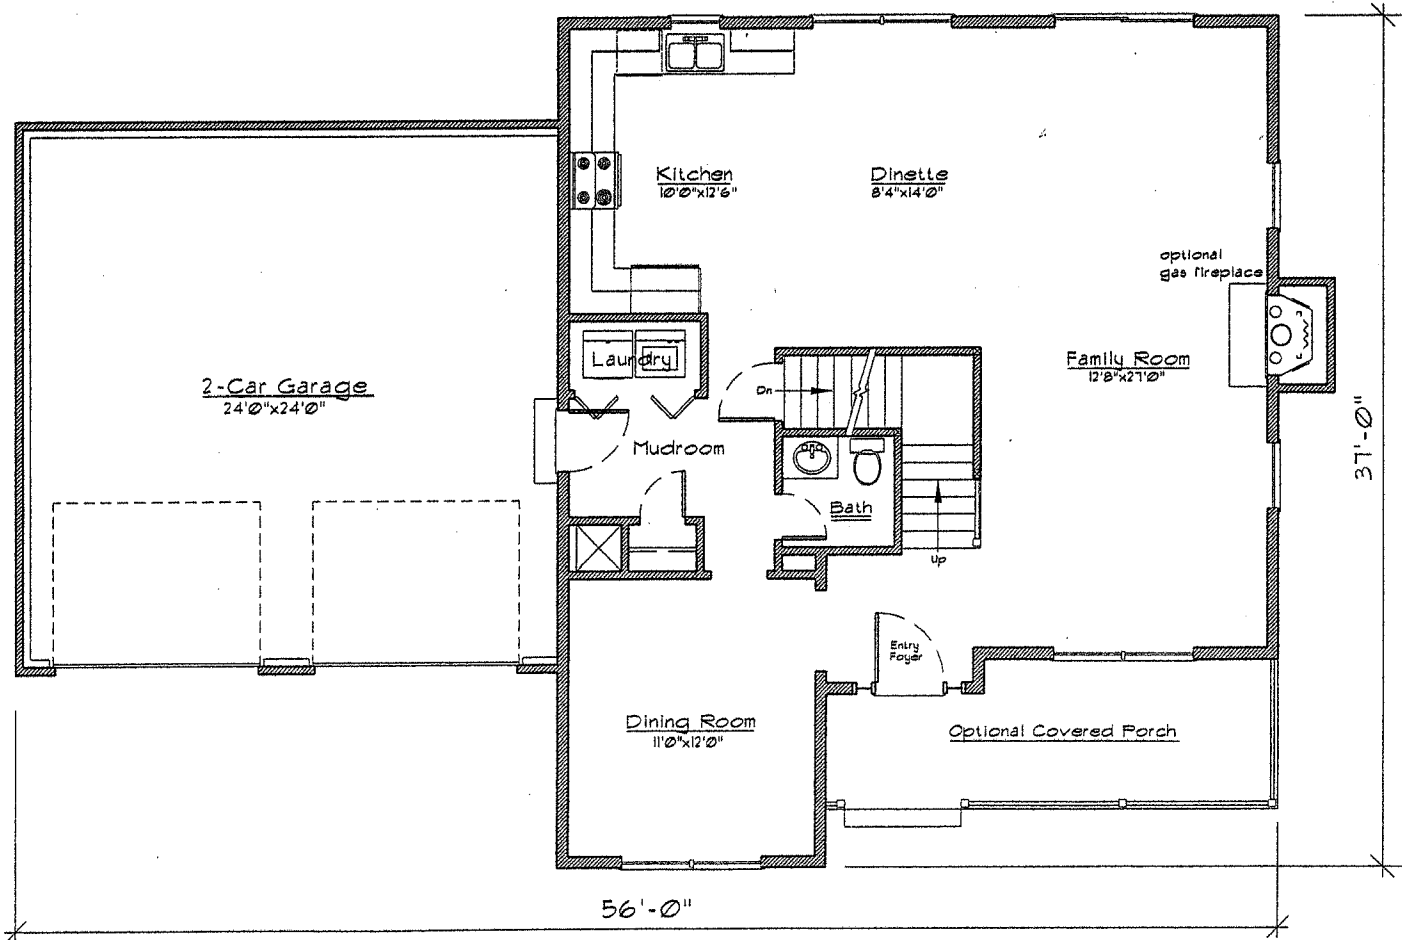 Kitchen
10'0"x12'6"
Dinette
8'4"x14'0"
optional
gas fireplace
Laundry
Family Room
12'8"x27'0"
2-Car Garage
24'0"x24'0"
Dn
Mudroom
Bath
Up
37'-0"
Entry
Foyer
Dining Room
11'0"x12'0"
Optional Covered Porch
56'-0"